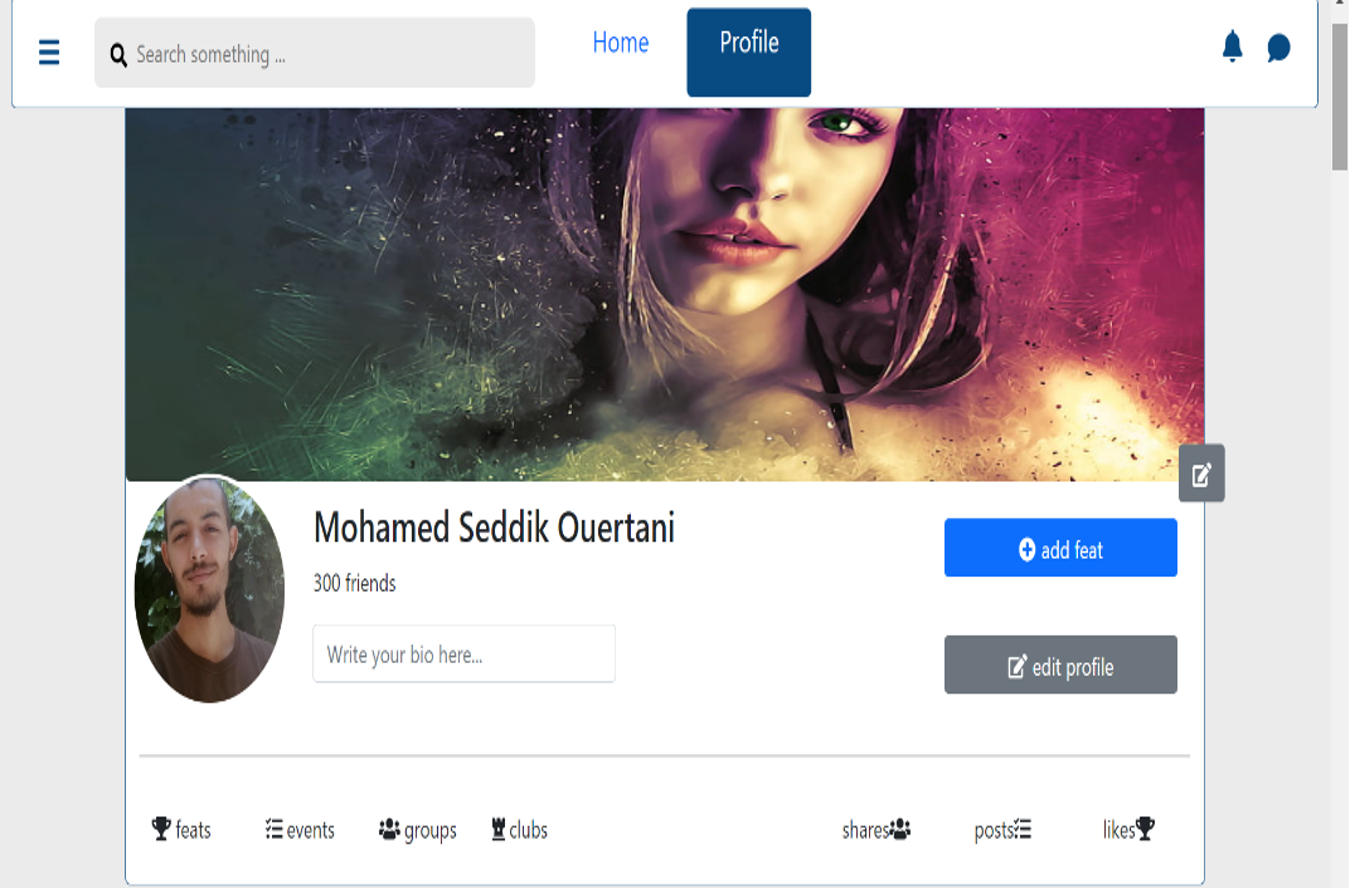 Search something ...
Home
Profile
Mohamed Seddik Ouertani
300 friends
Write your bio here...
add feat
edit profile
feats
events
groups
clubs
shares
posts
likes